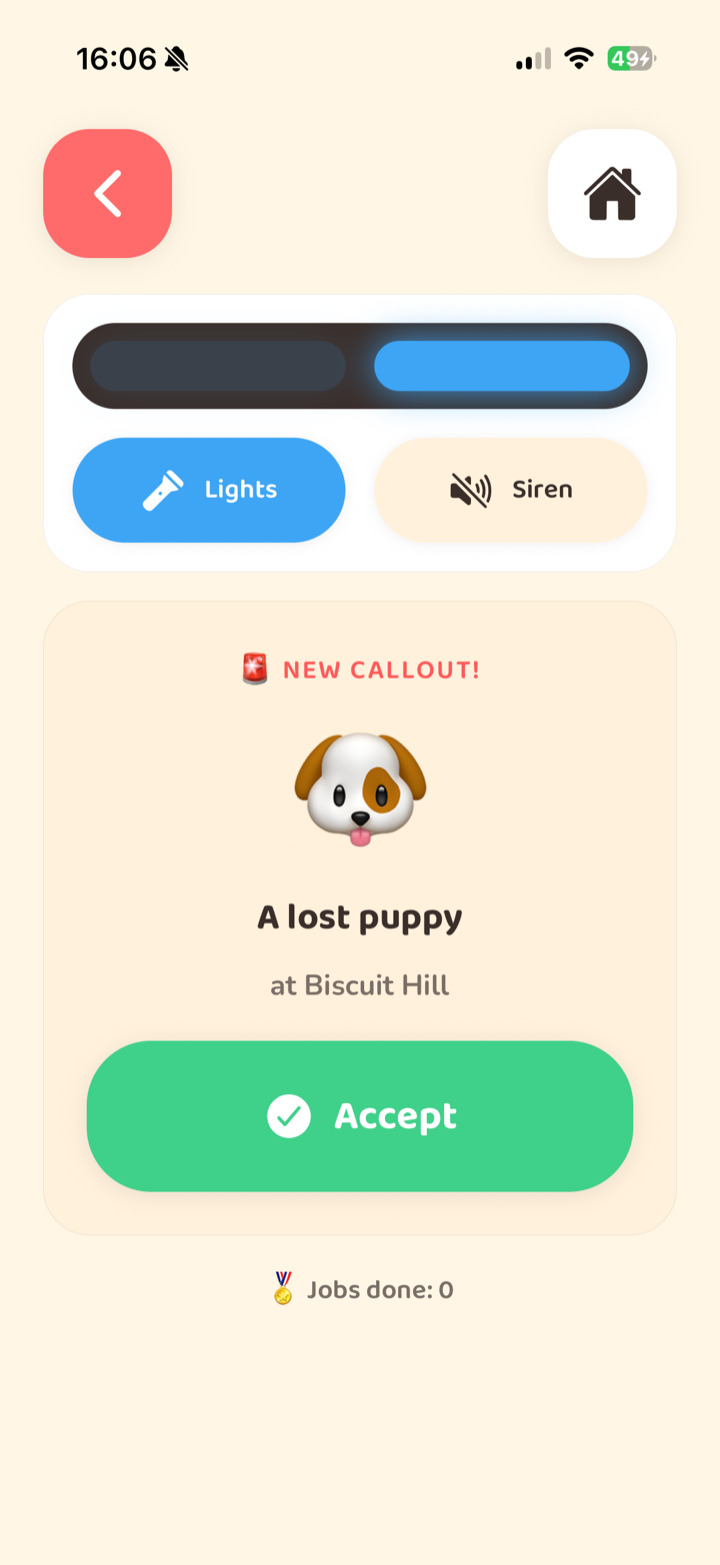 16:06
49
Lights
Siren
NEW CALLOUT!
A lost puppy
at Biscuit Hill
Accept
Jobs done: 0